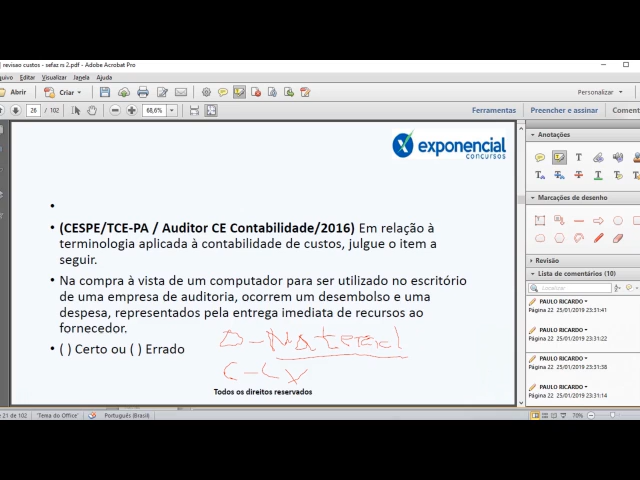 revisao custos - sefaz rs 2.pdf - Adobe Acrobat Pro
quivo Editar Visualizar Janela Ajuda
Abrir Criar Personalizar
26 / 102 68,6% Ferramentas Preencher e assinar Coment
exponencial
concursos
Anotações
Marcações de desenho
Revisão
Lista de comentários (10)
Localizar
PAULO RICARDO
Página 22 25/01/2019 23:31:41
PAULO RICARDO
Página 22 25/01/2019 23:31:22
PAULO RICARDO
Página 22 25/01/2019 23:31:38
PAULO RICARDO
Página 22 25/01/2019 23:31:14
• 
• (CESPE/TCE-PA / Auditor CE Contabilidade/2016) Em relação à
terminologia aplicada à contabilidade de custos, julgue o item a
seguir.
• Na compra à vista de um computador para ser utilizado no escritório
de uma empresa de auditoria, ocorrem um desembolso e uma
despesa, representados pela entrega imediata de recursos ao
fornecedor.
• ( ) Certo ou ( ) Errado
D-Material
C-Cx
Todos os direitos reservados
e 21 de 102 "Tema do Office" Português (Brasil) 70%